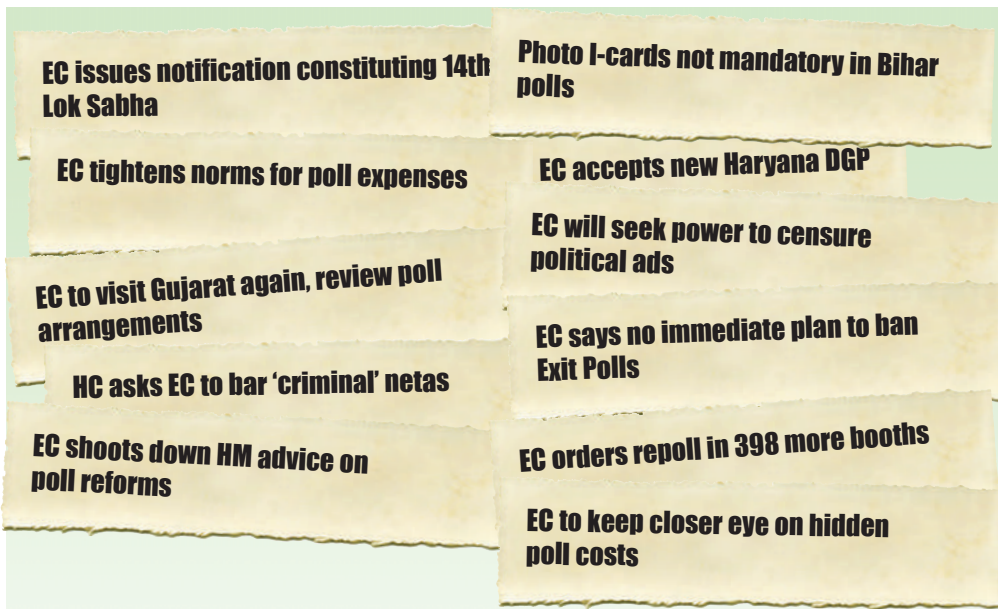 EC issues notification constituting 14th
Lok Sabha
EC tightens norms for poll expenses
EC to visit Gujarat again, review poll
arrangements
HC asks EC to bar ‘criminal’ netas
EC shoots down HM advice on
poll reforms
Photo I-cards not mandatory in Bihar
polls
EC accepts new Haryana DGP
EC will seek power to censure
political ads
EC says no immediate plan to ban
Exit Polls
EC orders repoll in 398 more booths
EC to keep closer eye on hidden
poll costs